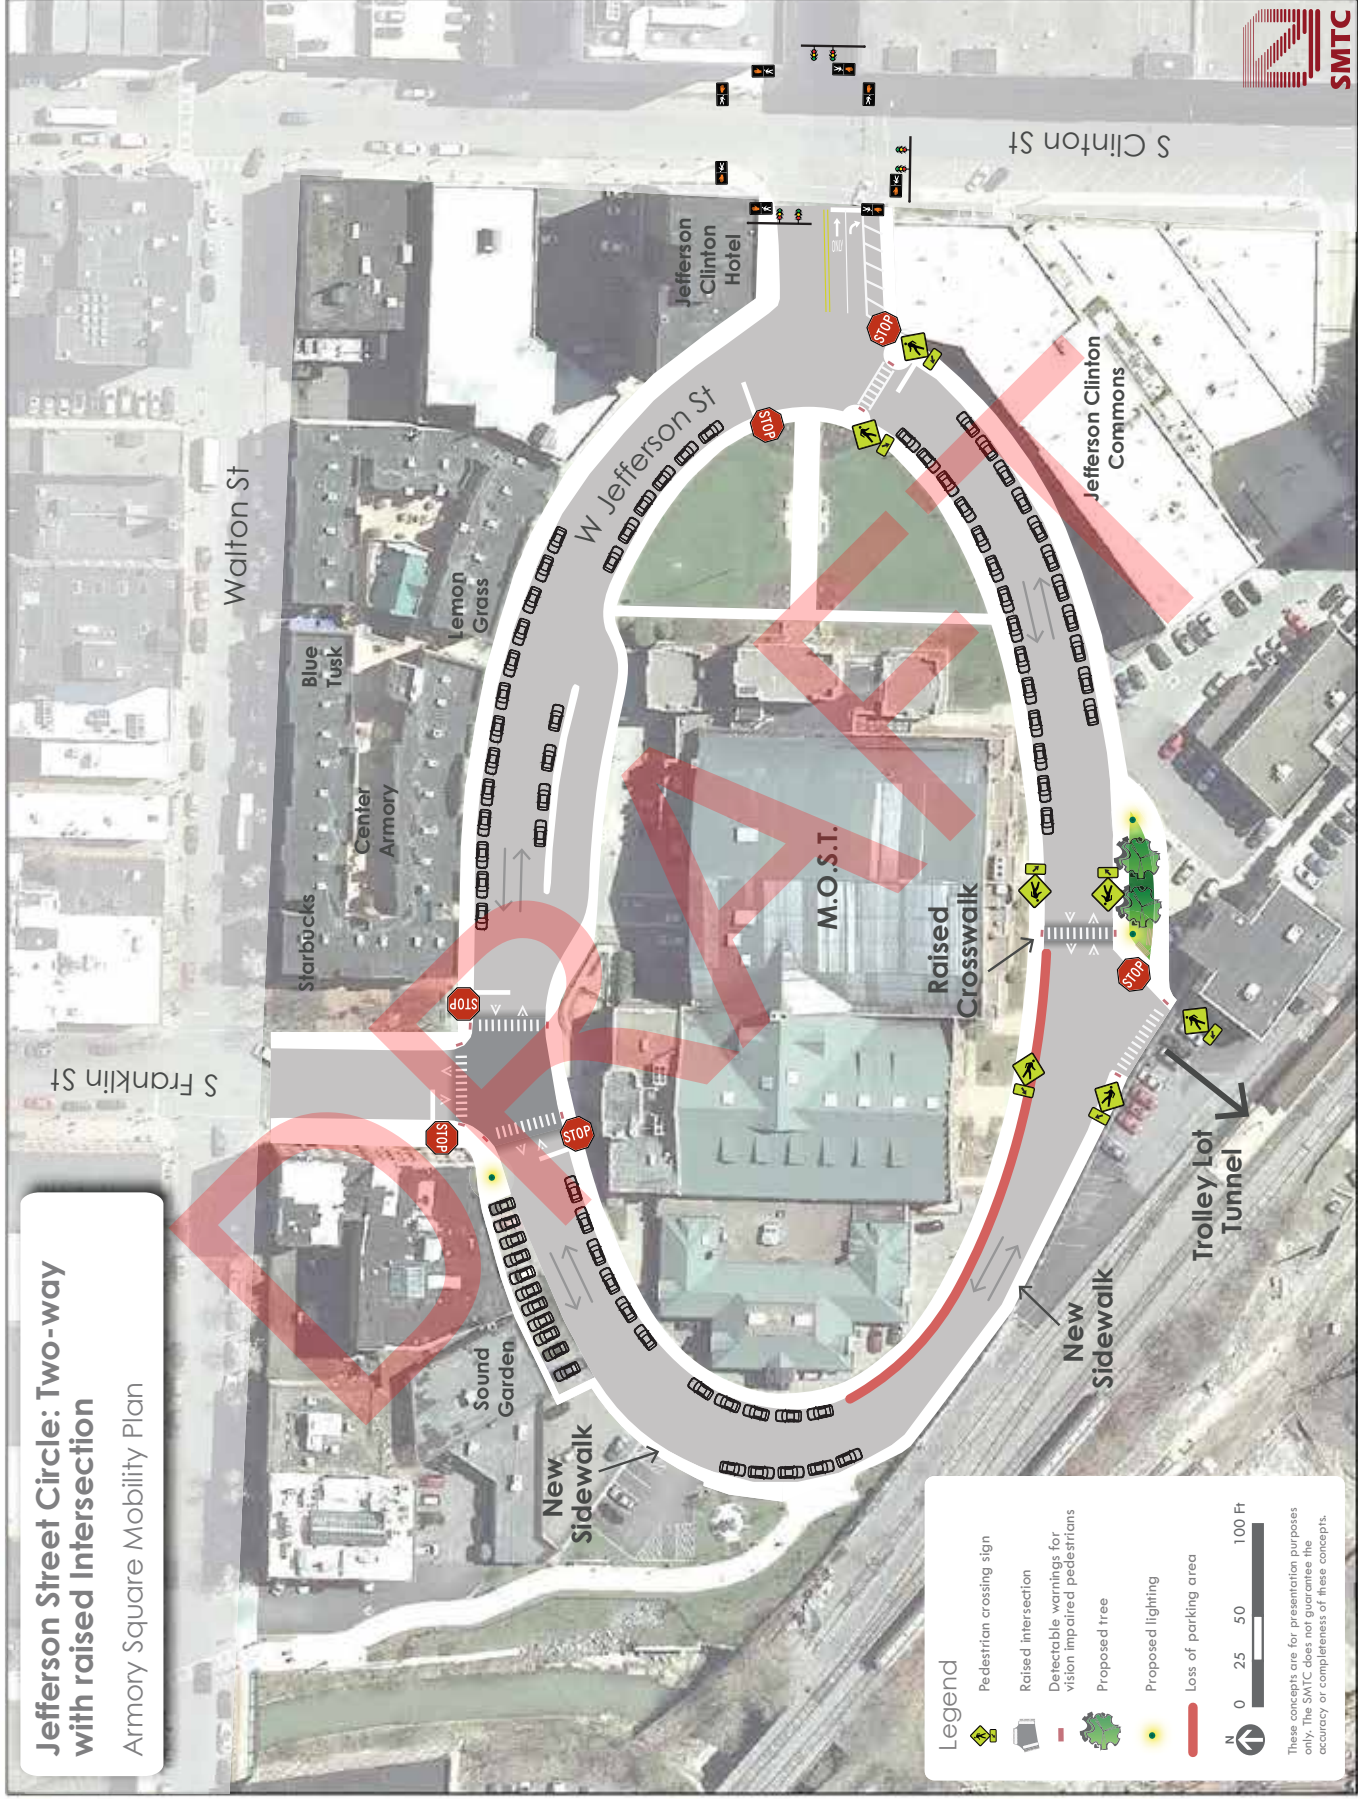 Jefferson Street Circle: Two-way
with raised Intersection
Armory Square Mobility Plan
S Franklin St
Walton St
S Clinton St
W Jefferson St
Starbucks
Center
Armory
Blue
Tusk
Lemon
Grass
Jefferson
Clinton
Hotel
Sound
Garden
New
Sidewalk
M.O.S.T.
Raised
Crosswalk
Jefferson Clinton
Commons
New
Sidewalk
Trolley Lot
Tunnel
STOP
STOP
STOP
STOP
STOP
STOP
ONLY
DRAFT
SMTC
Legend
Pedestrian crossing sign
Raised intersection
Detectable warnings for
vision impaired pedestrians
Proposed tree
Proposed lighting
Loss of parking area
N
0 25 50 100 Ft
These concepts are for presentation purposes
only. The SMTC does not guarantee the
accuracy or completeness of these concepts.